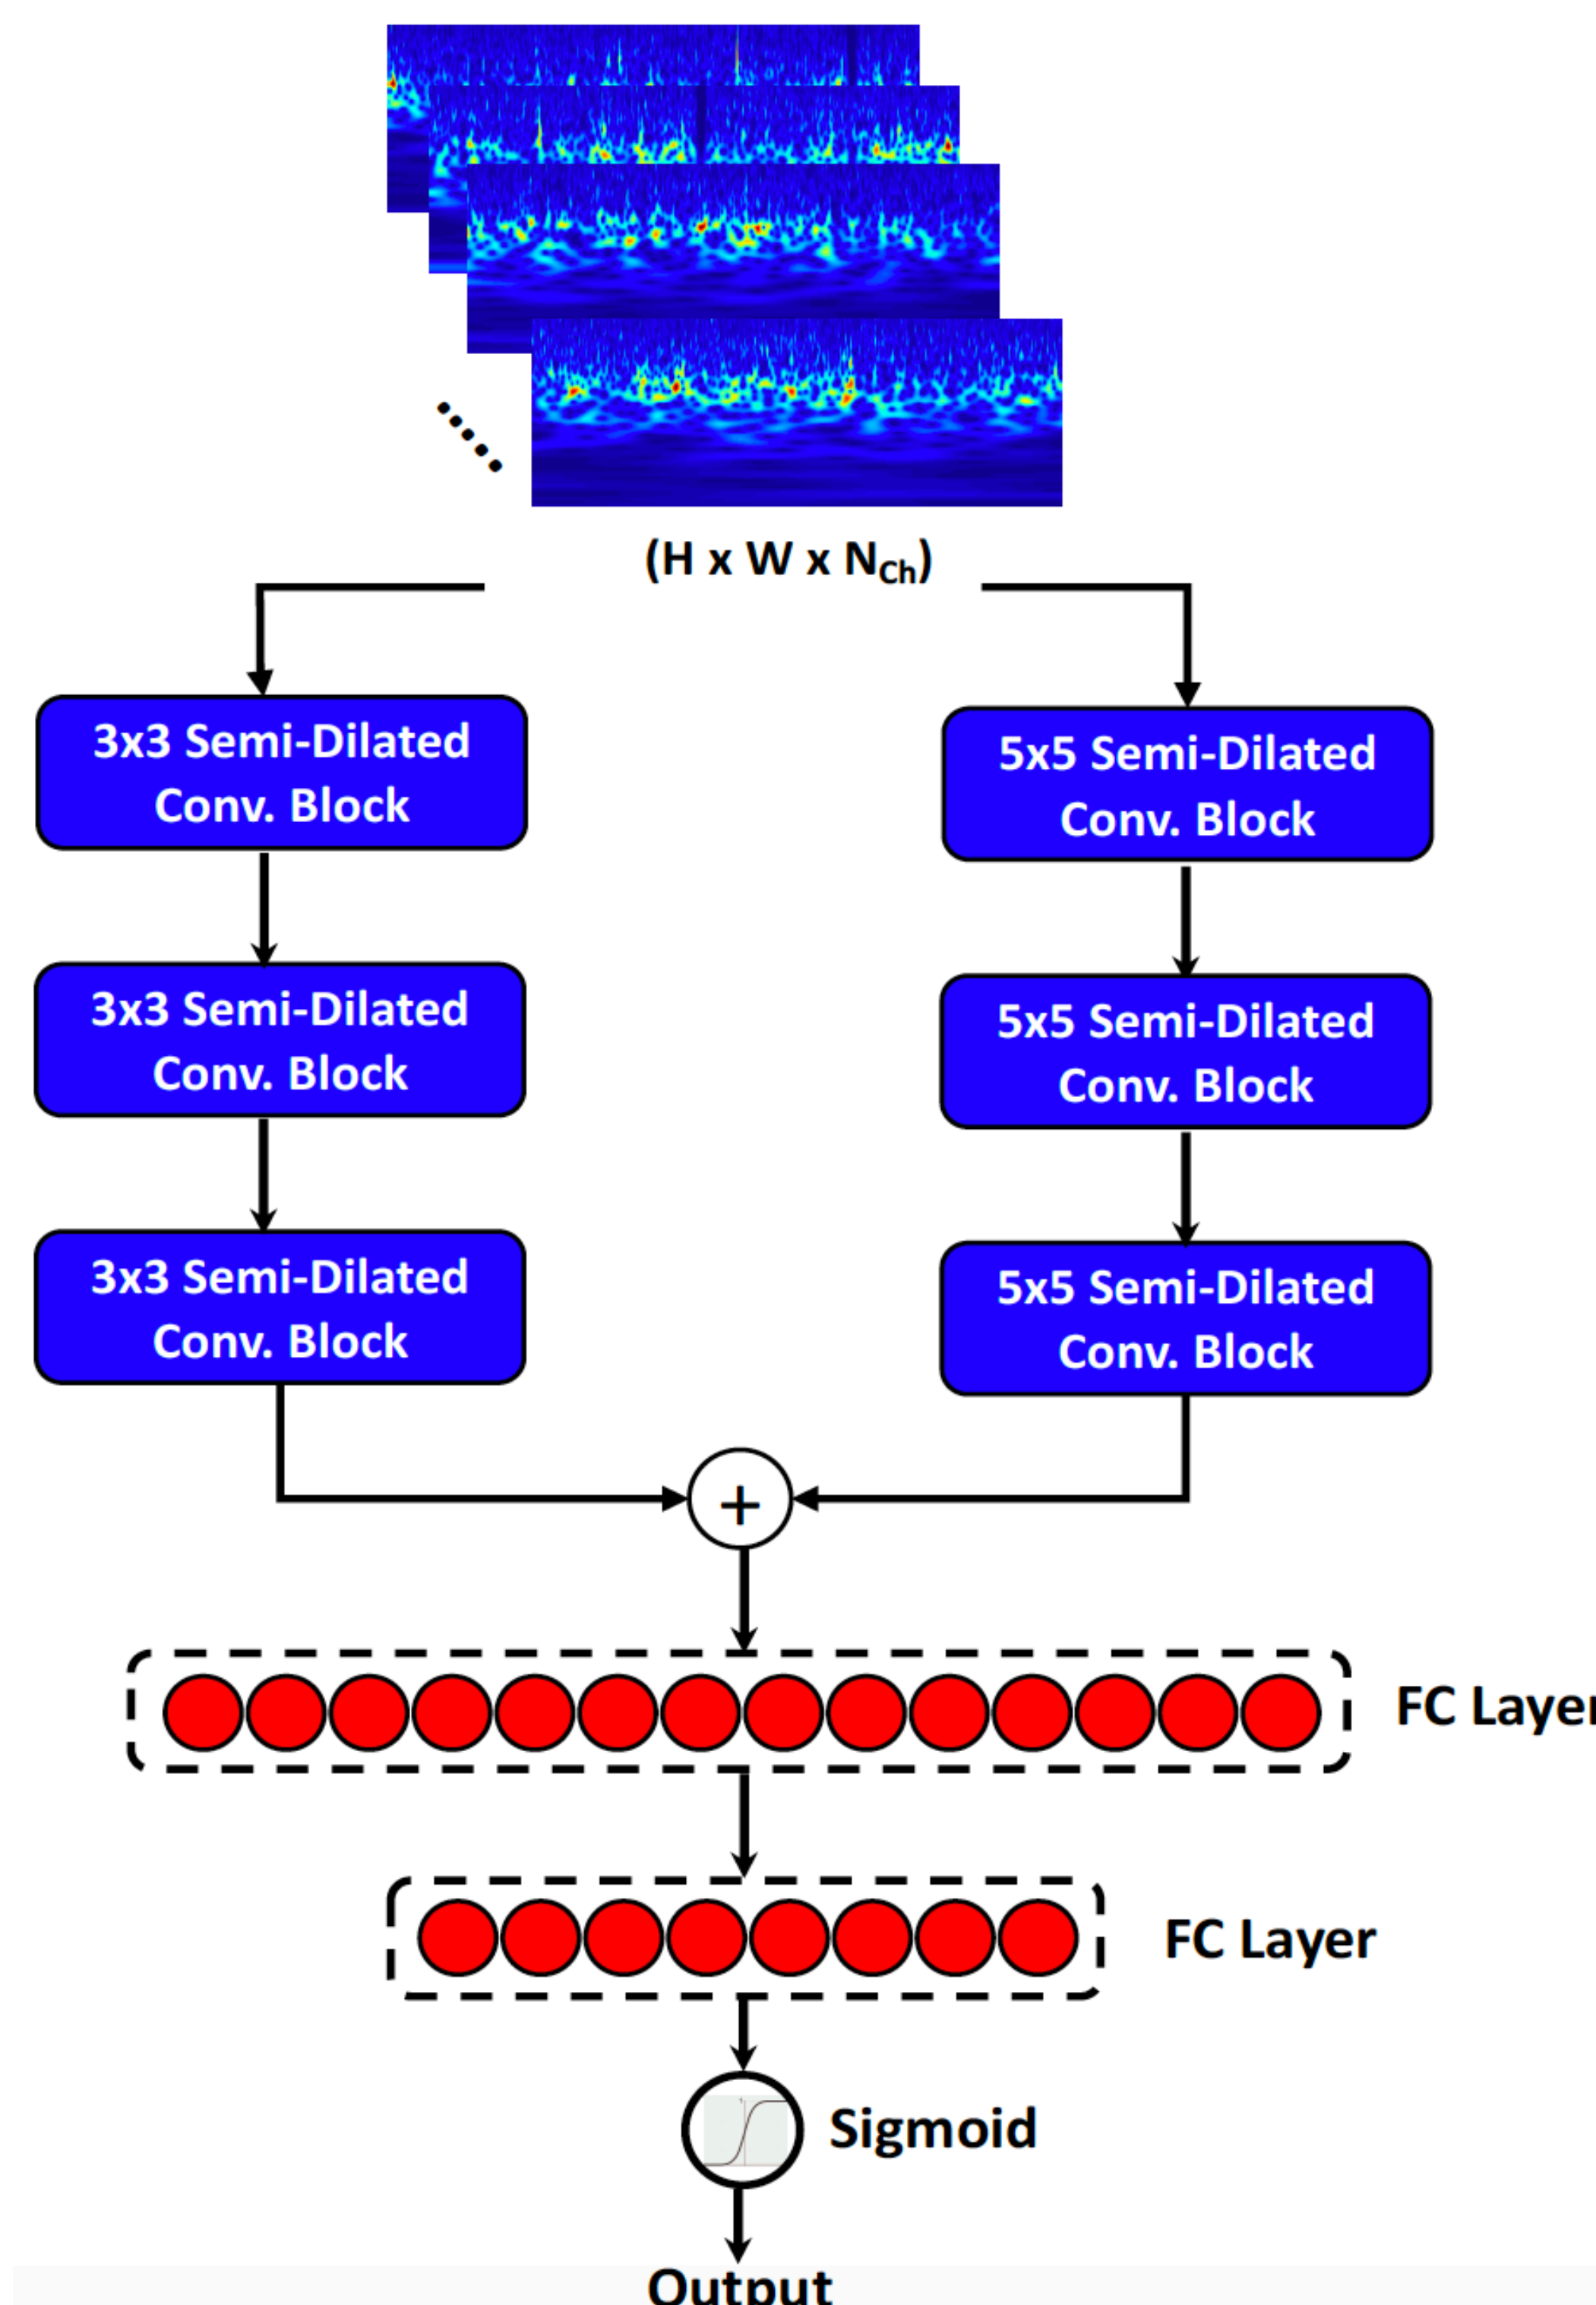 (H x W x N_Ch)
3x3 Semi-Dilated
Conv. Block
5x5 Semi-Dilated
Conv. Block
3x3 Semi-Dilated
Conv. Block
5x5 Semi-Dilated
Conv. Block
3x3 Semi-Dilated
Conv. Block
5x5 Semi-Dilated
Conv. Block
+
FC Layer
FC Layer
Sigmoid
Output